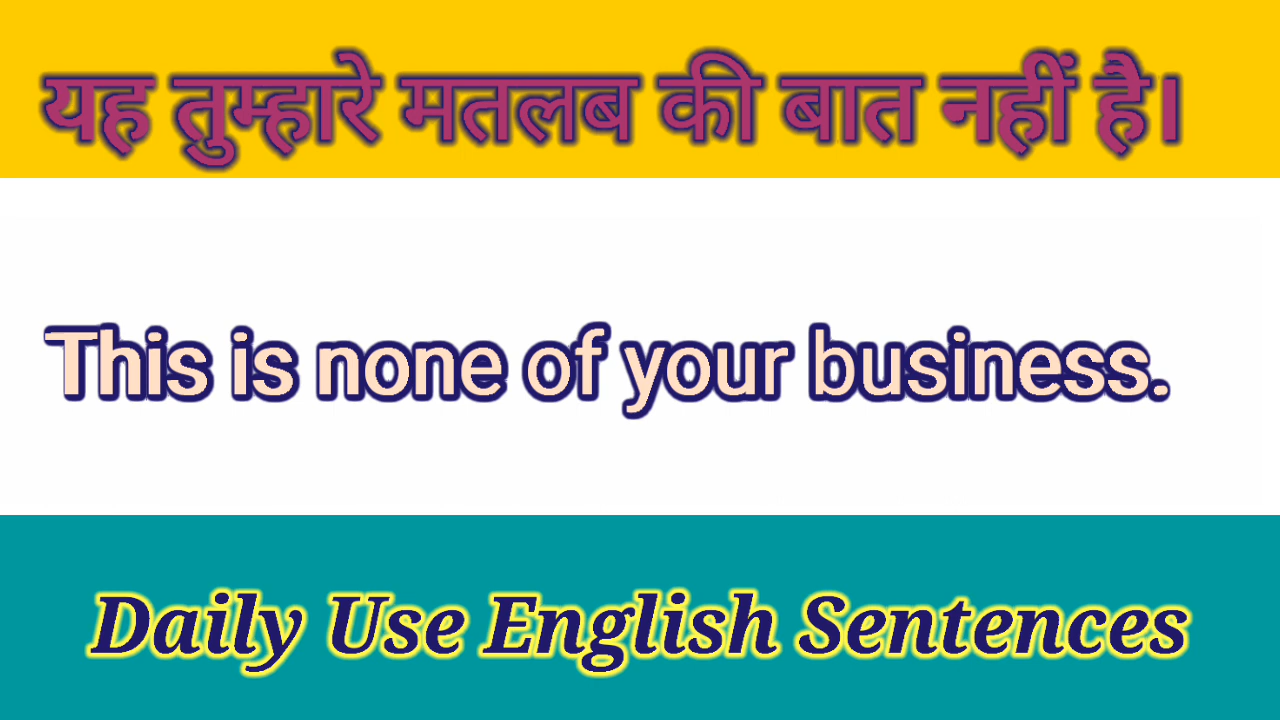 यह तुम्हारे मतलब की बात नहीं है।
This is none of your business.
Daily Use English Sentences